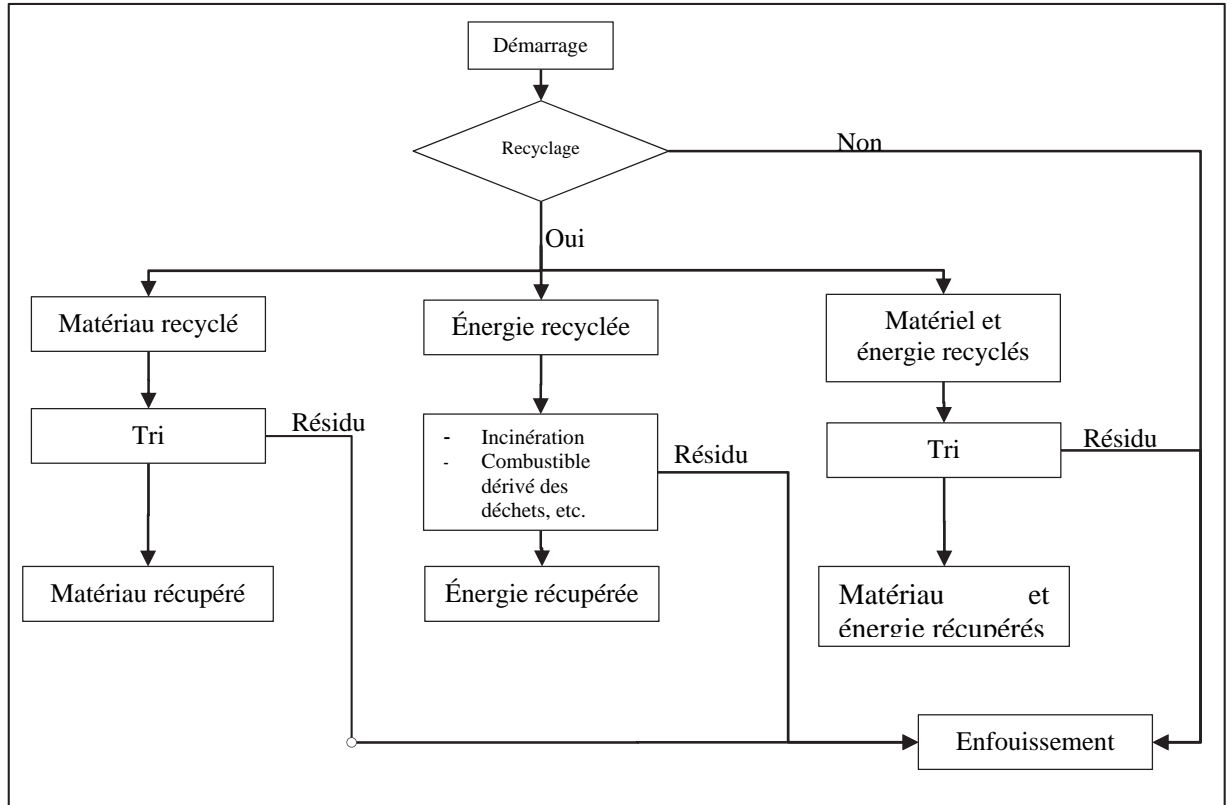 Démarrage
Recyclage
Non
Oui
Matériau recyclé
Énergie recyclée
Matériel et
énergie recyclés
Tri
Résidu
- Incinération
- Combustible
dérivé des
déchets, etc.
Résidu
Tri
Résidu
Matériau récupéré
Énergie récupérée
Matériau et
énergie récupérés
Enfouissement